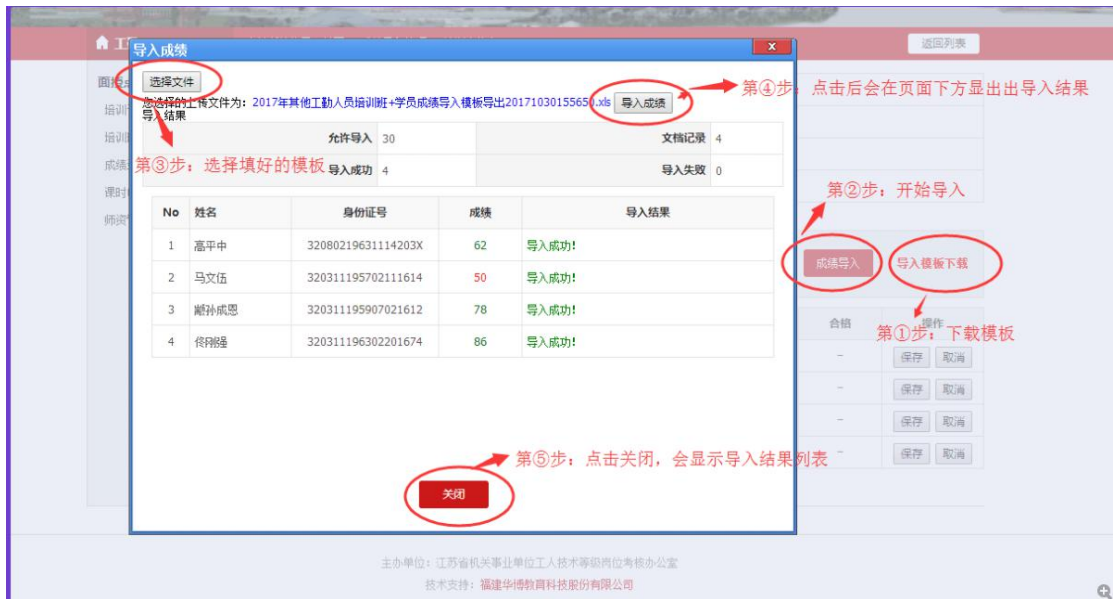 返回列表
导入成绩
X
选择文件
第④步：点击后会在页面下方显出出导入结果
您选择的上传文件为：2017年其他工勤人员培训班+学员成绩导入模板导出20171030155650.xls 导入成绩
导入结果
允许导入 30 文档记录 4
第③步：选择填好的模板
导入成功 4 导入失败 0
第②步：开始导入
No 姓名 身份证号 成绩 导入结果
1 高平中 32080219631114203X 62 导入成功!
成绩导入 导入模板下载
2 马文伍 320311195702111614 50 导入成功!
3 孙成恩 320311195907021612 78 导入成功!
合格 操作
第①步：下载模板
4 佟刚强 320311196302201674 86 导入成功!
- 保存 取消
- 保存 取消
- 保存 取消
- 保存 取消
第⑤步：点击关闭，会显示导入结果列表
关闭
主办单位：江苏省机关事业单位工人技术等级岗位考核办公室
技术支持：福建华博教育科技股份有限公司